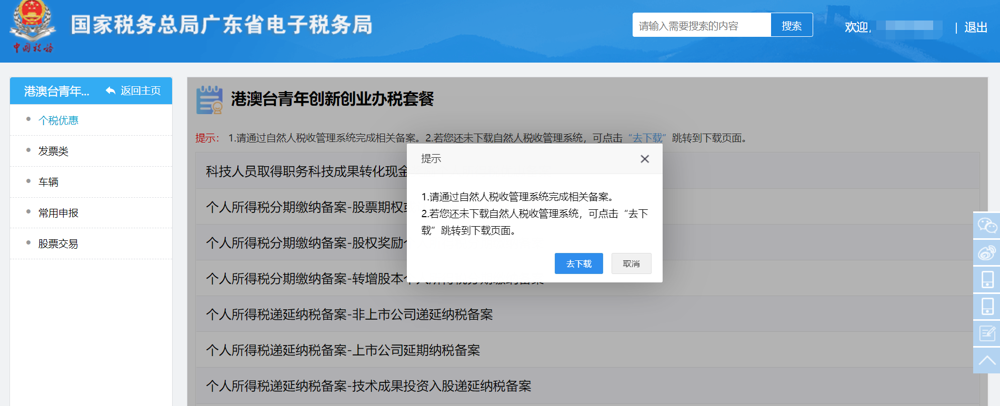 国家税务总局广东省电子税务局
中国税务
请输入需要搜索的内容
搜索
欢迎,
| 退出
港澳台青年...
返回主页
个税优惠
发票类
车辆
常用申报
股票交易
港澳台青年创新创业办税套餐
提示： 1.请通过自然人税收管理系统完成相关备案。2.若您还未下载自然人税收管理系统，可点击“去下载”跳转到下载页面。
科技人员取得职务科技成果转化现金
个人所得税分期缴纳备案-股票期权
个人所得税分期缴纳备案-股权奖励
个人所得税分期缴纳备案-转增股本个人所得税分期缴纳备案
个人所得税递延纳税备案-非上市公司递延纳税备案
个人所得税递延纳税备案-上市公司延期纳税备案
个人所得税递延纳税备案-技术成果投资入股递延纳税备案
提示
1.请通过自然人税收管理系统完成相关备案。
2.若您还未下载自然人税收管理系统，可点击“去下
载”跳转到下载页面。
去下载
取消